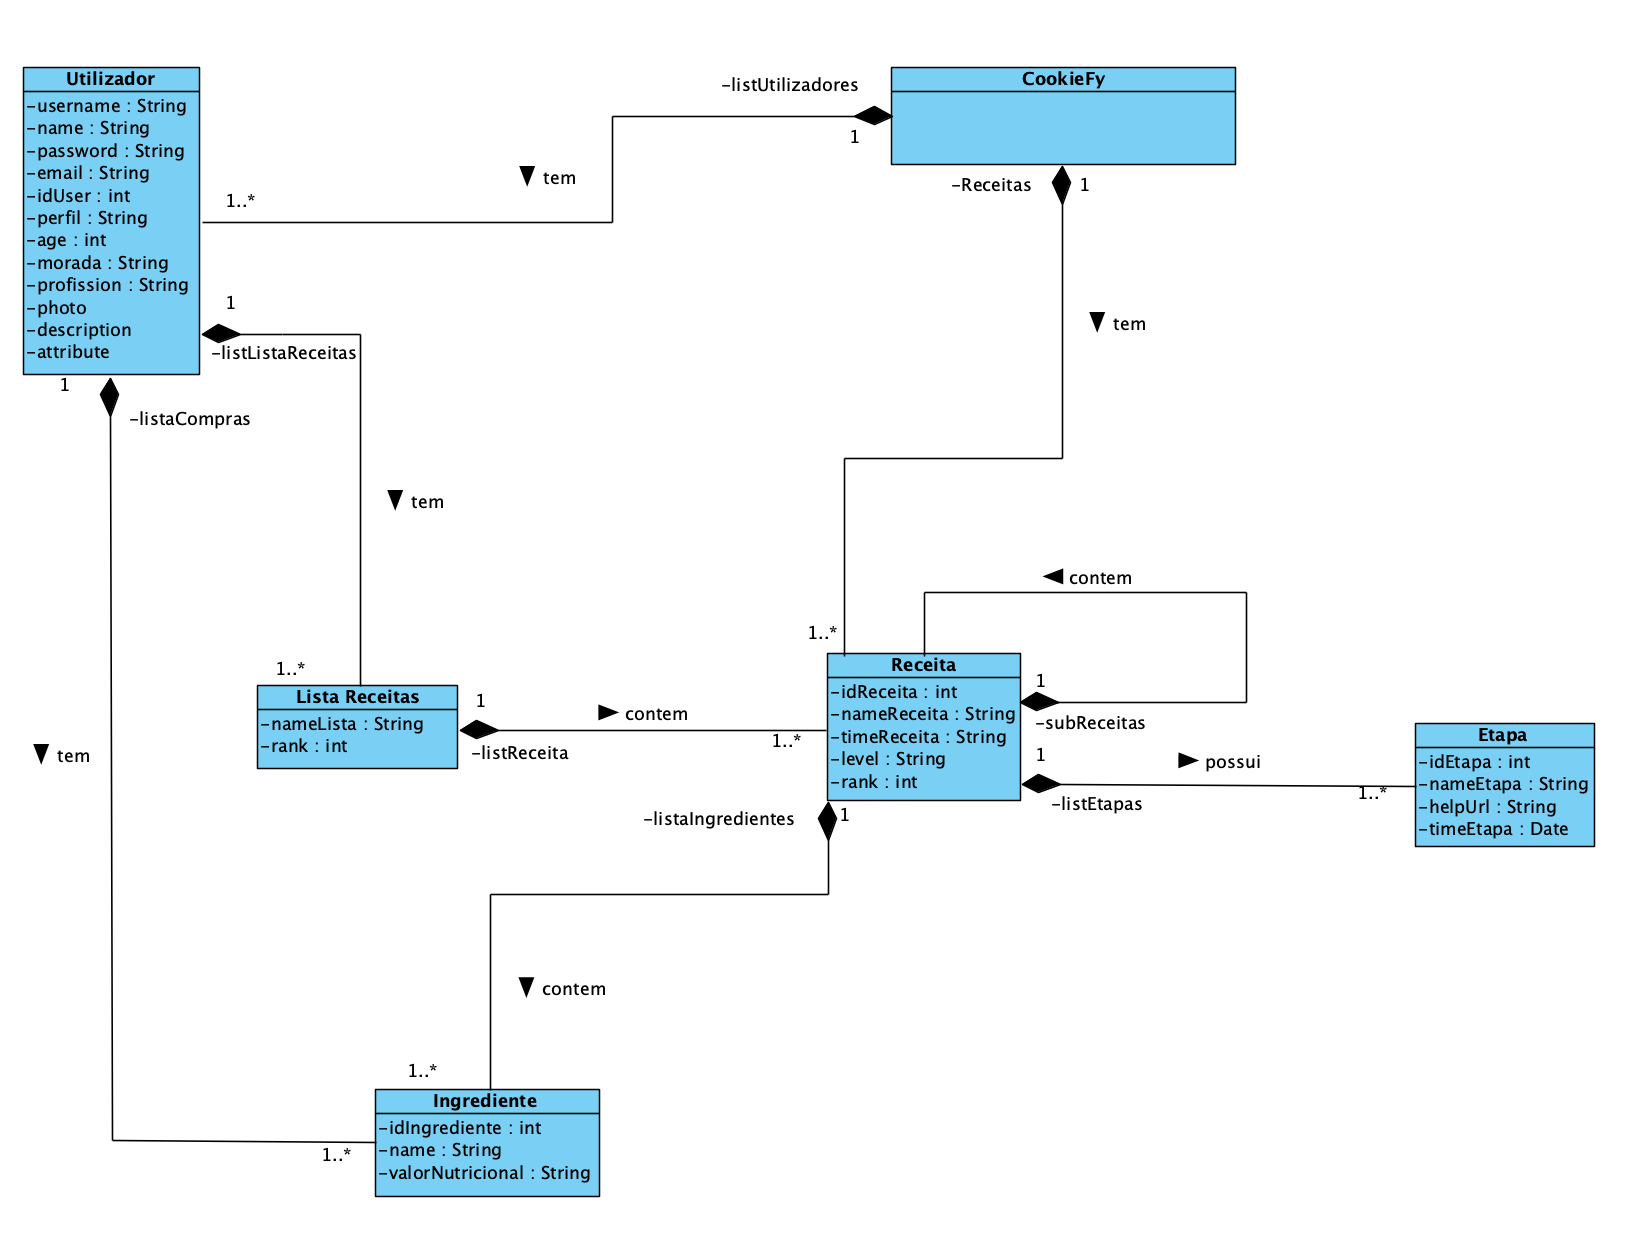 Utilizador
-username : String
-name : String
-password : String
-email : String
-idUser : int
-perfil : String
-age : int
-morada : String
-profission : String
-photo
-description
-attribute
CookieFy
-listUtilizadores
1
tem
1..*
-Receitas
1
tem
1..*
1
-listListaReceitas
tem
1..*
1
-listaCompras
tem
1..*
Lista Receitas
-nameLista : String
-rank : int
1
contem
-listReceita
1..*
Receita
-idReceita : int
-nameReceita : String
-timeReceita : String
-level : String
-rank : int
contem
1
-subReceitas
1
possui
-listEtapas
1..*
Etapa
-idEtapa : int
-nameEtapa : String
-helpUrl : String
-timeEtapa : Date
-listaIngredientes
1
contem
1..*
Ingrediente
-idIngrediente : int
-name : String
-valorNutricional : String